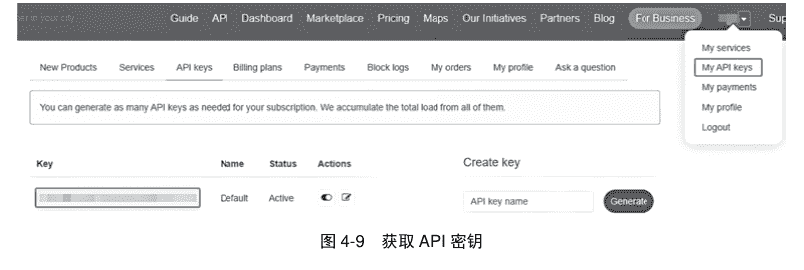 Guide API Dashboard Marketplace Pricing Maps Our Initiatives Partners Blog For Business
My services
New Products Services API keys Billing plans Payments Block logs My orders My profile Ask a question
My API keys
My payments
You can generate as many API keys as needed for your subscription. We accumulate the total load from all of them.
My profile
Logout
Key Name Status Actions Create key
Default Active API key name Generate
图 4-9 获取 API 密钥